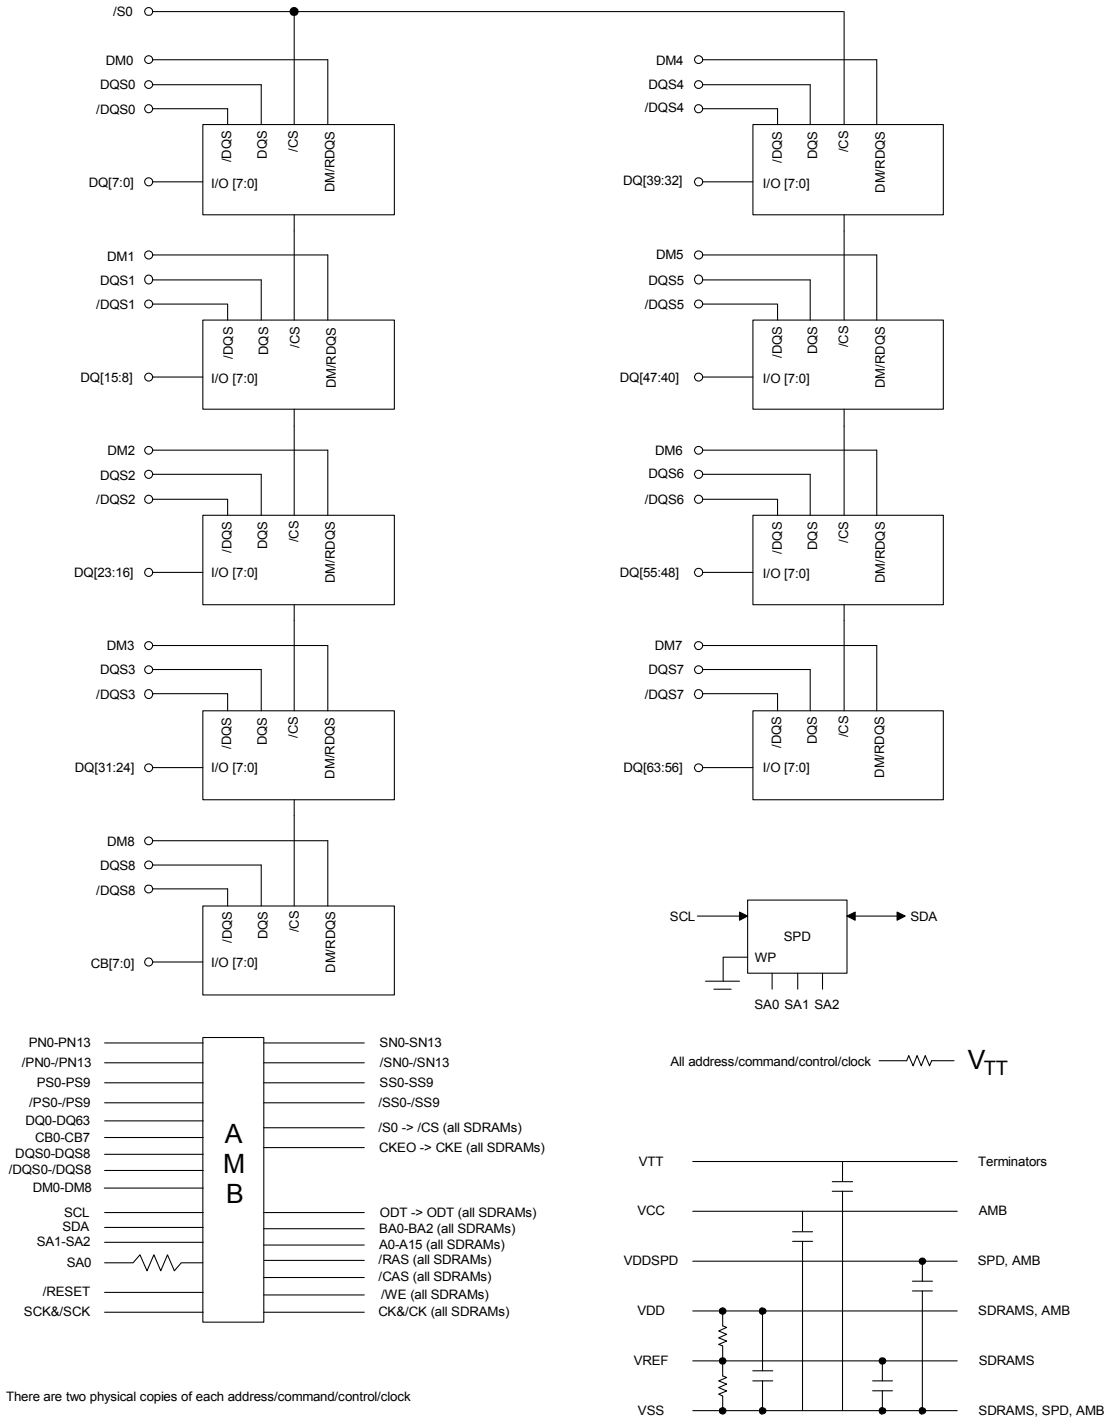 /S0
DM0
DQS0
/DQS0
/DQS DQS /CS DM/RDQS
DQ[7:0] I/O [7:0]
DM1
DQS1
/DQS1
/DQS DQS /CS DM/RDQS
DQ[15:8] I/O [7:0]
DM2
DQS2
/DQS2
/DQS DQS /CS DM/RDQS
DQ[23:16] I/O [7:0]
DM3
DQS3
/DQS3
/DQS DQS /CS DM/RDQS
DQ[31:24] I/O [7:0]
DM8
DQS8
/DQS8
/DQS DQS /CS DM/RDQS
CB[7:0] I/O [7:0]
DM4
DQS4
/DQS4
/DQS DQS /CS DM/RDQS
DQ[39:32] I/O [7:0]
DM5
DQS5
/DQS5
/DQS DQS /CS DM/RDQS
DQ[47:40] I/O [7:0]
DM6
DQS6
/DQS6
/DQS DQS /CS DM/RDQS
DQ[55:48] I/O [7:0]
DM7
DQS7
/DQS7
/DQS DQS /CS DM/RDQS
DQ[63:56] I/O [7:0]
SCL SDA
SPD
WP
SA0 SA1 SA2
PN0-PN13
/PN0-/PN13
PS0-PS9
/PS0-/PS9
DQ0-DQ63
CB0-CB7
DQS0-DQS8
/DQS0-/DQS8
DM0-DM8
SCL
SDA
SA1-SA2
SA0
/RESET
SCK&/SCK
A
M
B
SN0-SN13
/SN0-/SN13
SS0-SS9
/SS0-/SS9
/S0 -> /CS (all SDRAMs)
CKEO -> CKE (all SDRAMs)
ODT -> ODT (all SDRAMs)
BA0-BA2 (all SDRAMs)
A0-A15 (all SDRAMs)
/RAS (all SDRAMs)
/CAS (all SDRAMs)
/WE (all SDRAMs)
CK&/CK (all SDRAMs)
All address/command/control/clock VTT
VTT Terminators
VCC AMB
VDDSPD SPD, AMB
VDD SDRAMS, AMB
VREF SDRAMS
VSS SDRAMS, SPD, AMB
There are two physical copies of each address/command/control/clock